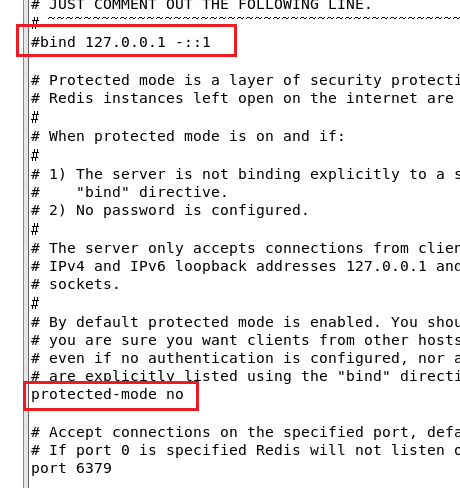 # JUST COMMENT OUT THE FOLLOWING LINE.
# ~~~~~~~~~~~~~~~~~~~~~~~~~~~~~~~~~~~~~~~~~~~~~~
#bind 127.0.0.1 -::1
# Protected mode is a layer of security protecti
# Redis instances left open on the internet are
#
# When protected mode is on and if:
#
# 1) The server is not binding explicitly to a s
#    "bind" directive.
# 2) No password is configured.
#
# The server only accepts connections from clien
# IPv4 and IPv6 loopback addresses 127.0.0.1 and
# sockets.
#
# By default protected mode is enabled. You shou
# you are sure you want clients from other hosts
# even if no authentication is configured, nor a
# are explicitly listed using the "bind" directi
protected-mode no
# Accept connections on the specified port, defa
# If port 0 is specified Redis will not listen o
port 6379